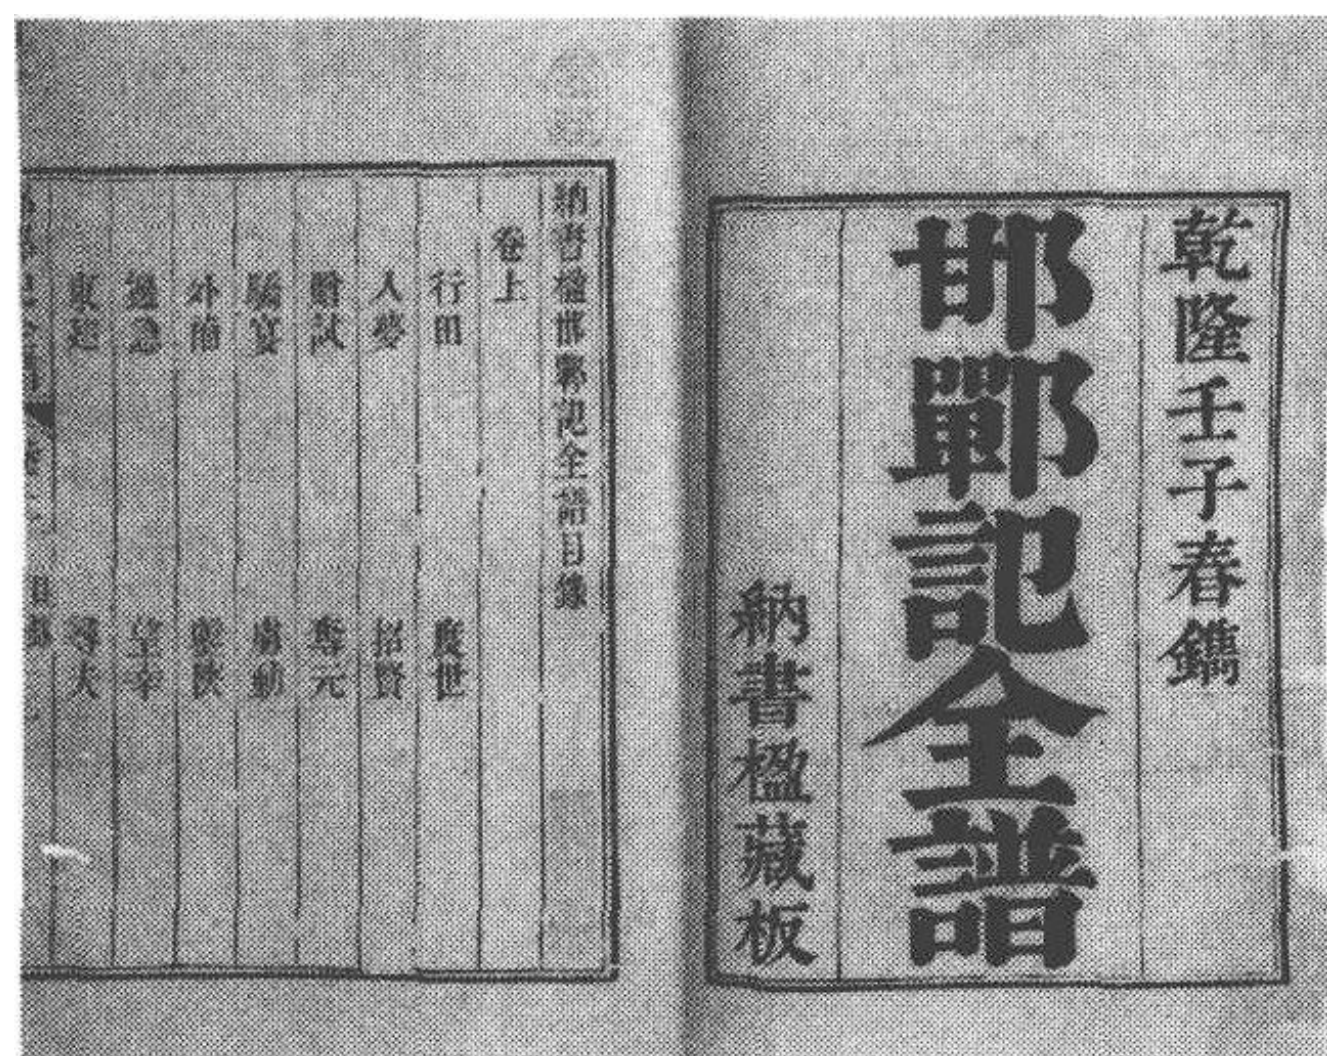 乾隆壬子春鐫
邯鄲記全譜
納書楹藏板
納書楹邯鄲記全譜目錄
卷上
行田 度世
入夢 招賢
贈試 奪元
驕宴 虜動
外補 鑿陝
邊急 望幸
東巡
目錄